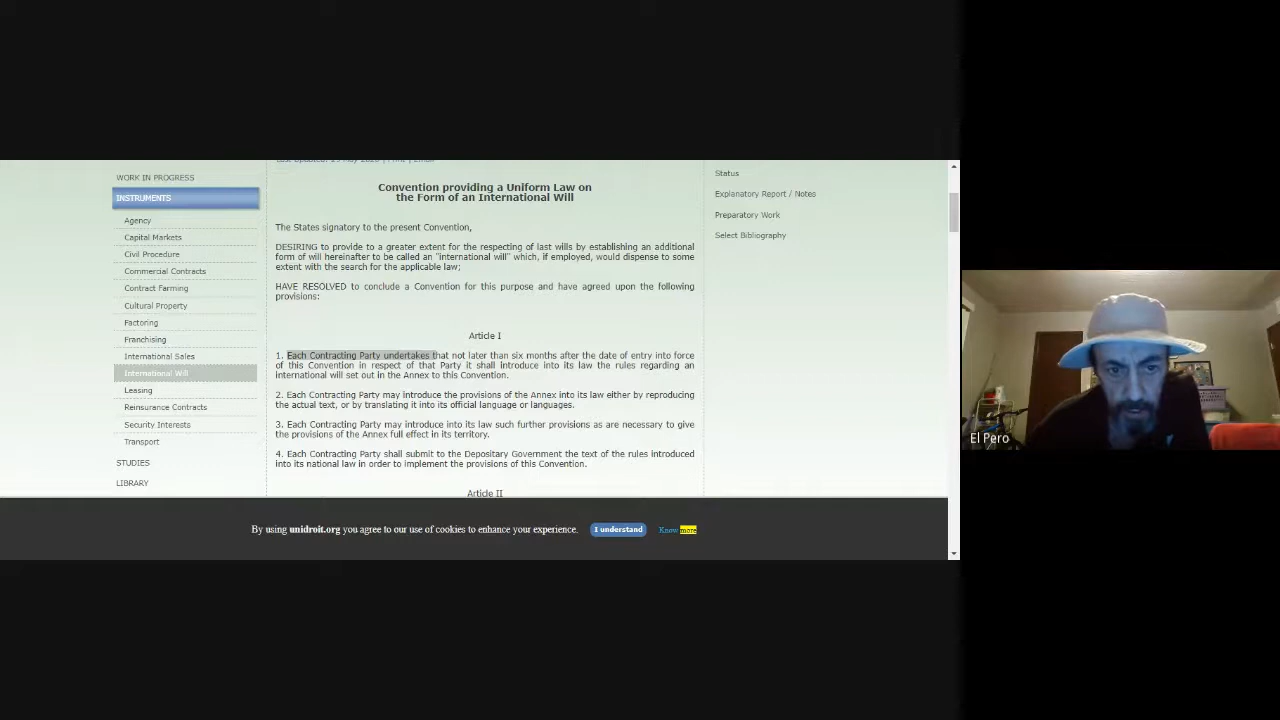 WORK IN PROGRESS
INSTRUMENTS
Agency
Capital Markets
Civil Procedure
Commercial Contracts
Contract Farming
Cultural Property
Factoring
Franchising
International Sales
International Will
Leasing
Reinsurance Contracts
Security Interests
Transport
STUDIES
LIBRARY
Convention providing a Uniform Law on
the Form of an International Will
The States signatory to the present Convention,
DESIRING to provide to a greater extent for the respecting of last wills by establishing an additional
form of will hereinafter to be called an "international will" which, if employed, would dispense to some
extent with the search for the applicable law;
HAVE RESOLVED to conclude a Convention for this purpose and have agreed upon the following
provisions:
Article I
1. Each Contracting Party undertakes that not later than six months after the date of entry into force
of this Convention in respect of that Party it shall introduce into its law the rules regarding an
international will set out in the Annex to this Convention.
2. Each Contracting Party may introduce the provisions of the Annex into its law either by reproducing
the actual text, or by translating it into its official language or languages.
3. Each Contracting Party may introduce into its law such further provisions as are necessary to give
the provisions of the Annex full effect in its territory.
4. Each Contracting Party shall submit to the Depositary Government the text of the rules introduced
into its national law in order to implement the provisions of this Convention.
Article II
Status
Explanatory Report / Notes
Preparatory Work
Select Bibliography
By using unidroit.org you agree to our use of cookies to enhance your experience.
I understand
Know more
El Pero